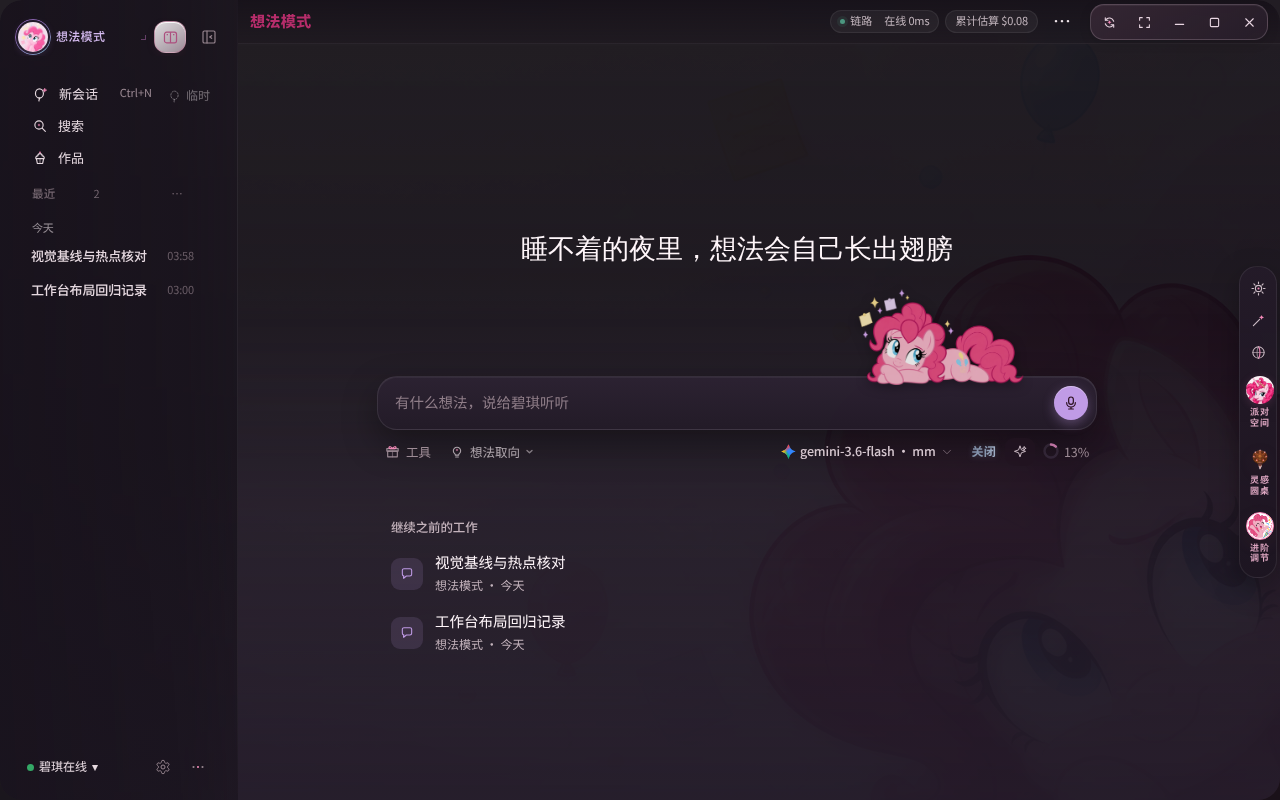 想法模式
新会话 Ctrl+N 临时
搜索
作品
最近 2 ...
今天
视觉基线与热点核对 03:58
工作台布局回归记录 03:00
碧琪在线 ▾
想法模式
链路 在线 0ms
累计估算 $0.08
睡不着的夜里，想法会自己长出翅膀
有什么想法，说给碧琪听听
工具
想法取向
gemini-3.6-flash • mm
关闭
13%
继续之前的工作
视觉基线与热点核对
想法模式 • 今天
工作台布局回归记录
想法模式 • 今天
派对
空间
灵感
圆桌
进阶
调节